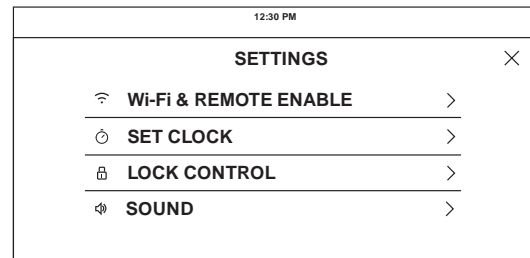 12:30 PM
SETTINGS
Wi-Fi & REMOTE ENABLE
SET CLOCK
LOCK CONTROL
SOUND